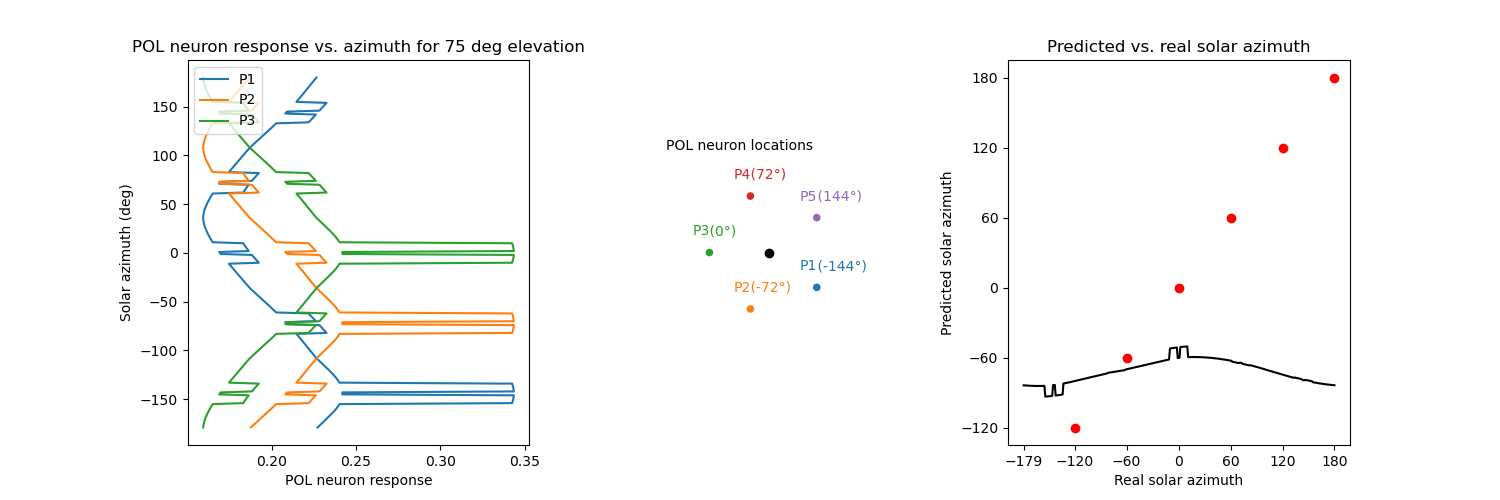 POL neuron response vs. azimuth for 75 deg elevation
P1
P2
P3
150
100
50
0
−50
−100
−150
Solar azimuth (deg)
0.20
0.25
0.30
0.35
POL neuron response
POL neuron locations
P4(72°)
P5(144°)
P3(0°)
P1(-144°)
P2(-72°)
Predicted vs. real solar azimuth
180
120
60
0
−60
−120
Predicted solar azimuth
−179
−120
−60
0
60
120
180
Real solar azimuth